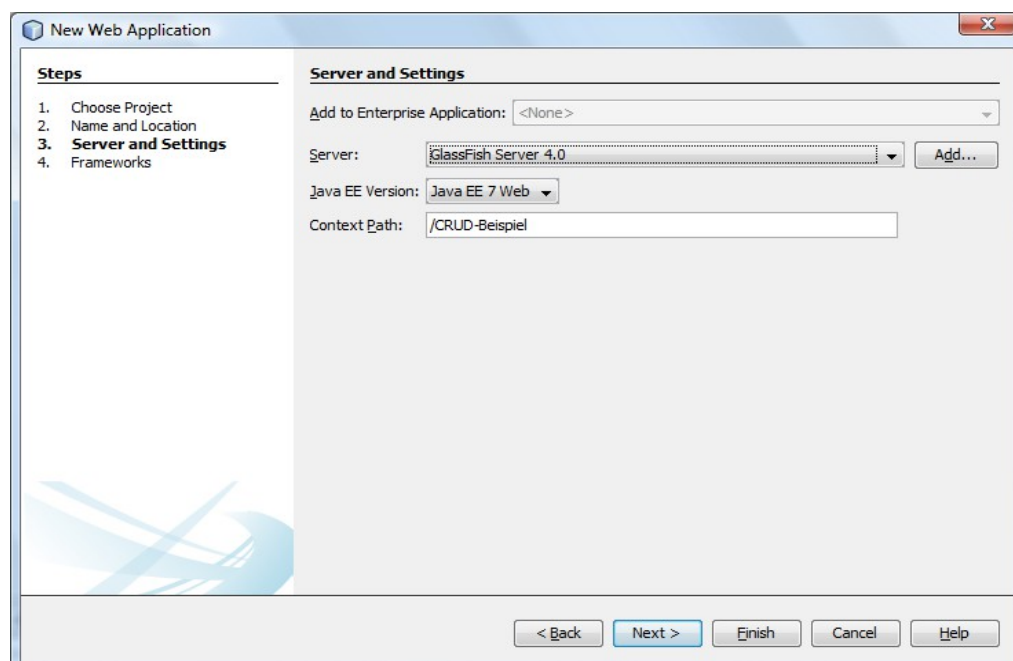 New Web Application
Steps
1. Choose Project
2. Name and Location
3. Server and Settings
4. Frameworks
Server and Settings
Add to Enterprise Application: <None>
Server: GlassFish Server 4.0 Add...
Java EE Version: Java EE 7 Web
Context Path: /CRUD-Beispiel
< Back Next > Finish Cancel Help